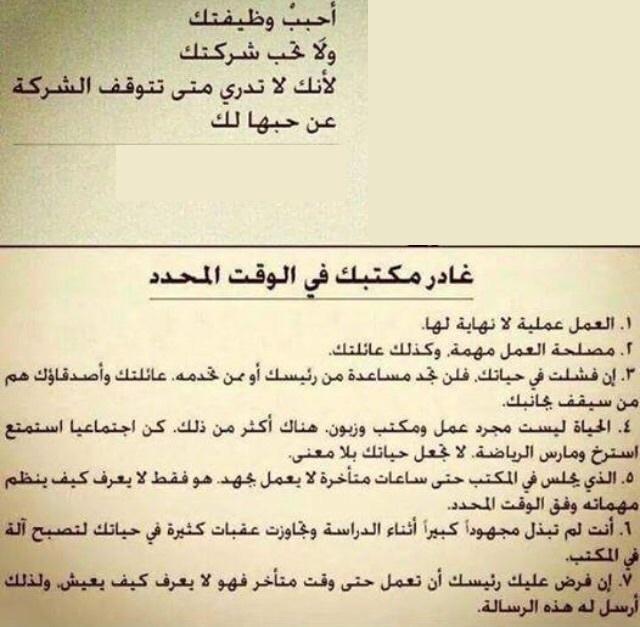 أحببْ وظيفتك
ولَا تحب شركتك
لأنك لا تدري متى تتوقف الشركة
عن حبها لك
غادر مكتبك في الوقت المحدد
١. العمل عملية لا نهاية لها.
٢. مصلحة العمل مهمة، وكذلك عائلتك.
٣. إن فشلت في حياتك، فلن تجد مساعدة من رئيسك أو ممن تخدمه. عائلتك وأصدقاؤك هم
من سيقف بجانبك.
٤. الحياة ليست مجرد عمل ومكتب وزبون. هناك أكثر من ذلك. كن اجتماعيا استمتع
استرخ ومارس الرياضة. لا تجعل حياتك بلا معنى.
٥. الذي يجلس في المكتب حتى ساعات متأخرة لا يعمل بجهد. هو فقط لا يعرف كيف ينظم
مهماته وفق الوقت المحدد.
٦. أنت لم تبذل مجهوداً كبيراً أثناء الدراسة وتجاوزت عقبات كثيرة في حياتك لتصبح آلة
في المكتب.
٧. إن فرض عليك رئيسك أن تعمل حتى وقت متأخر فهو لا يعرف كيف يعيش، ولذلك
أرسل له هذه الرسالة.